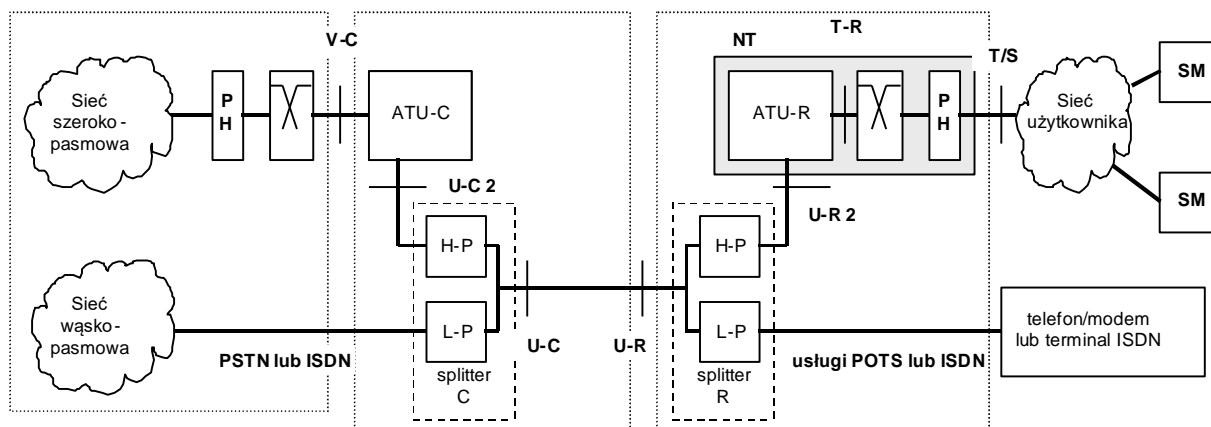 V-C
NT
T-R
T/S
SM
Sieć
szeroko-
pasmowa
P
H
ATU-C
ATU-R
P
H
Sieć
użytkownika
SM
U-C 2
U-R 2
H-P
H-P
Sieć
wąsko-
pasmowa
L-P
L-P
PSTN lub ISDN
U-C
U-R
usługi POTS lub ISDN
telefon/modem
lub terminal ISDN
splitter
C
splitter
R